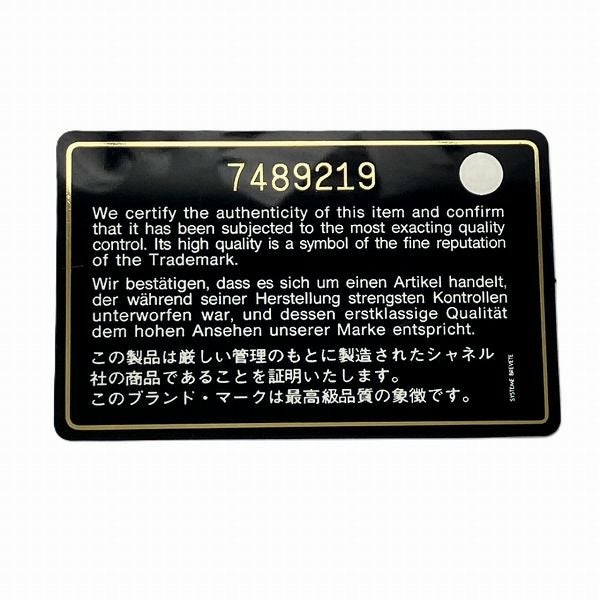 7489219
We certify the authenticity of this item and confirm
that it has been subjected to the most exacting quality
control. Its high quality is a symbol of the fine reputation
of the Trademark.
Wir bestätigen, dass es sich um einen Artikel handelt,
der während seiner Herstellung strengsten Kontrollen
unterworfen war, und dessen erstklassige Qualität
dem hohen Ansehen unserer Marke entspricht.
この製品は厳しい管理のもとに製造されたシャネル
社の商品であることを証明いたします。
このブランド・マークは最高級品質の象徴です。
SYSTEME BREVETE